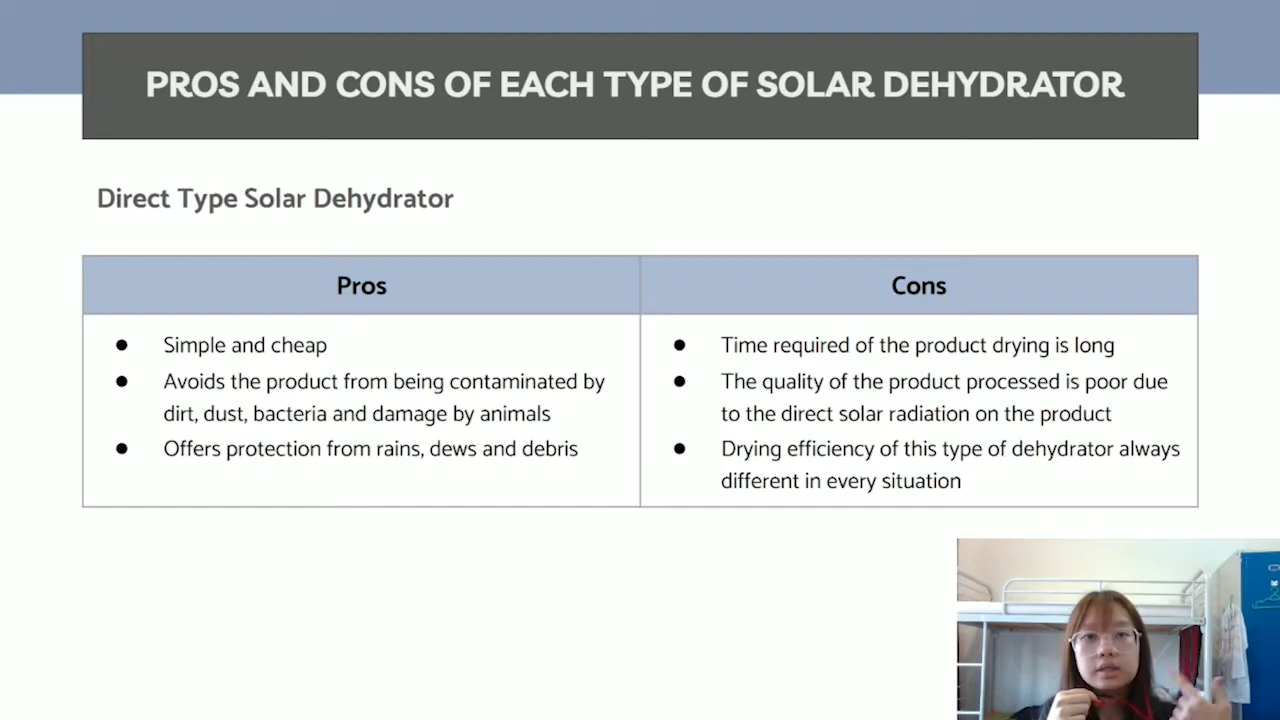 PROS AND CONS OF EACH TYPE OF SOLAR DEHYDRATOR
Direct Type Solar Dehydrator
Pros
Cons
● Simple and cheap
● Avoids the product from being contaminated by
dirt, dust, bacteria and damage by animals
● Offers protection from rains, dews and debris
● Time required of the product drying is long
● The quality of the product processed is poor due
to the direct solar radiation on the product
● Drying efficiency of this type of dehydrator always
different in every situation